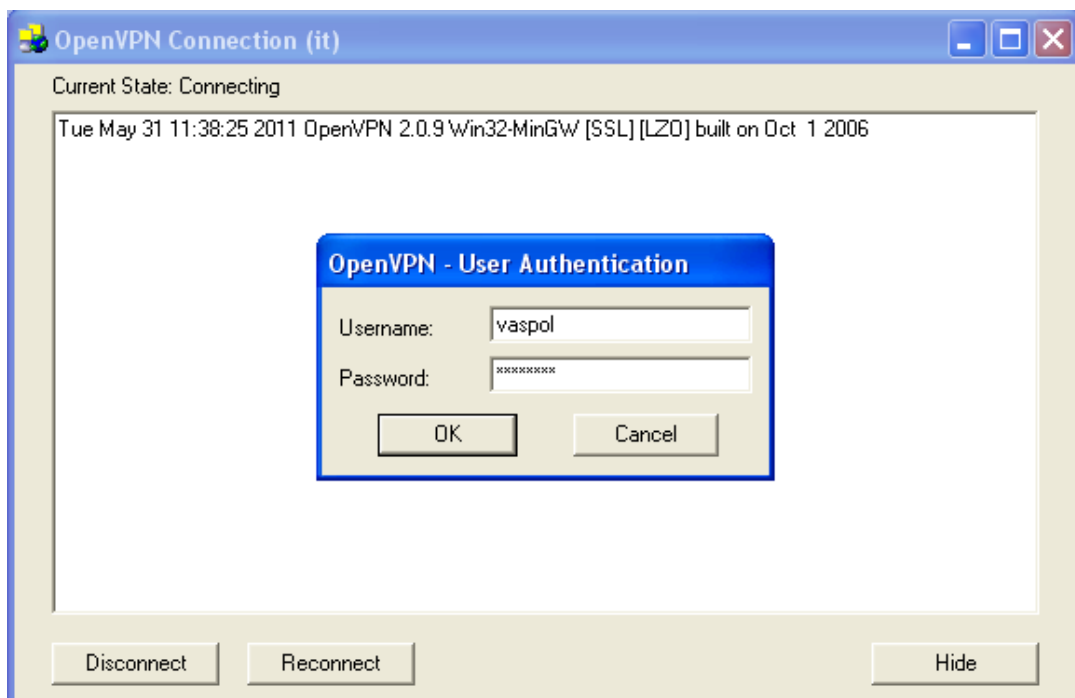 OpenVPN Connection (it)
Current State: Connecting
Tue May 31 11:38:25 2011 OpenVPN 2.0.9 Win32-MinGW [SSL] [LZO] built on Oct  1 2006
OpenVPN - User Authentication
Username: vaspol
Password: ********
OK Cancel
Disconnect Reconnect Hide